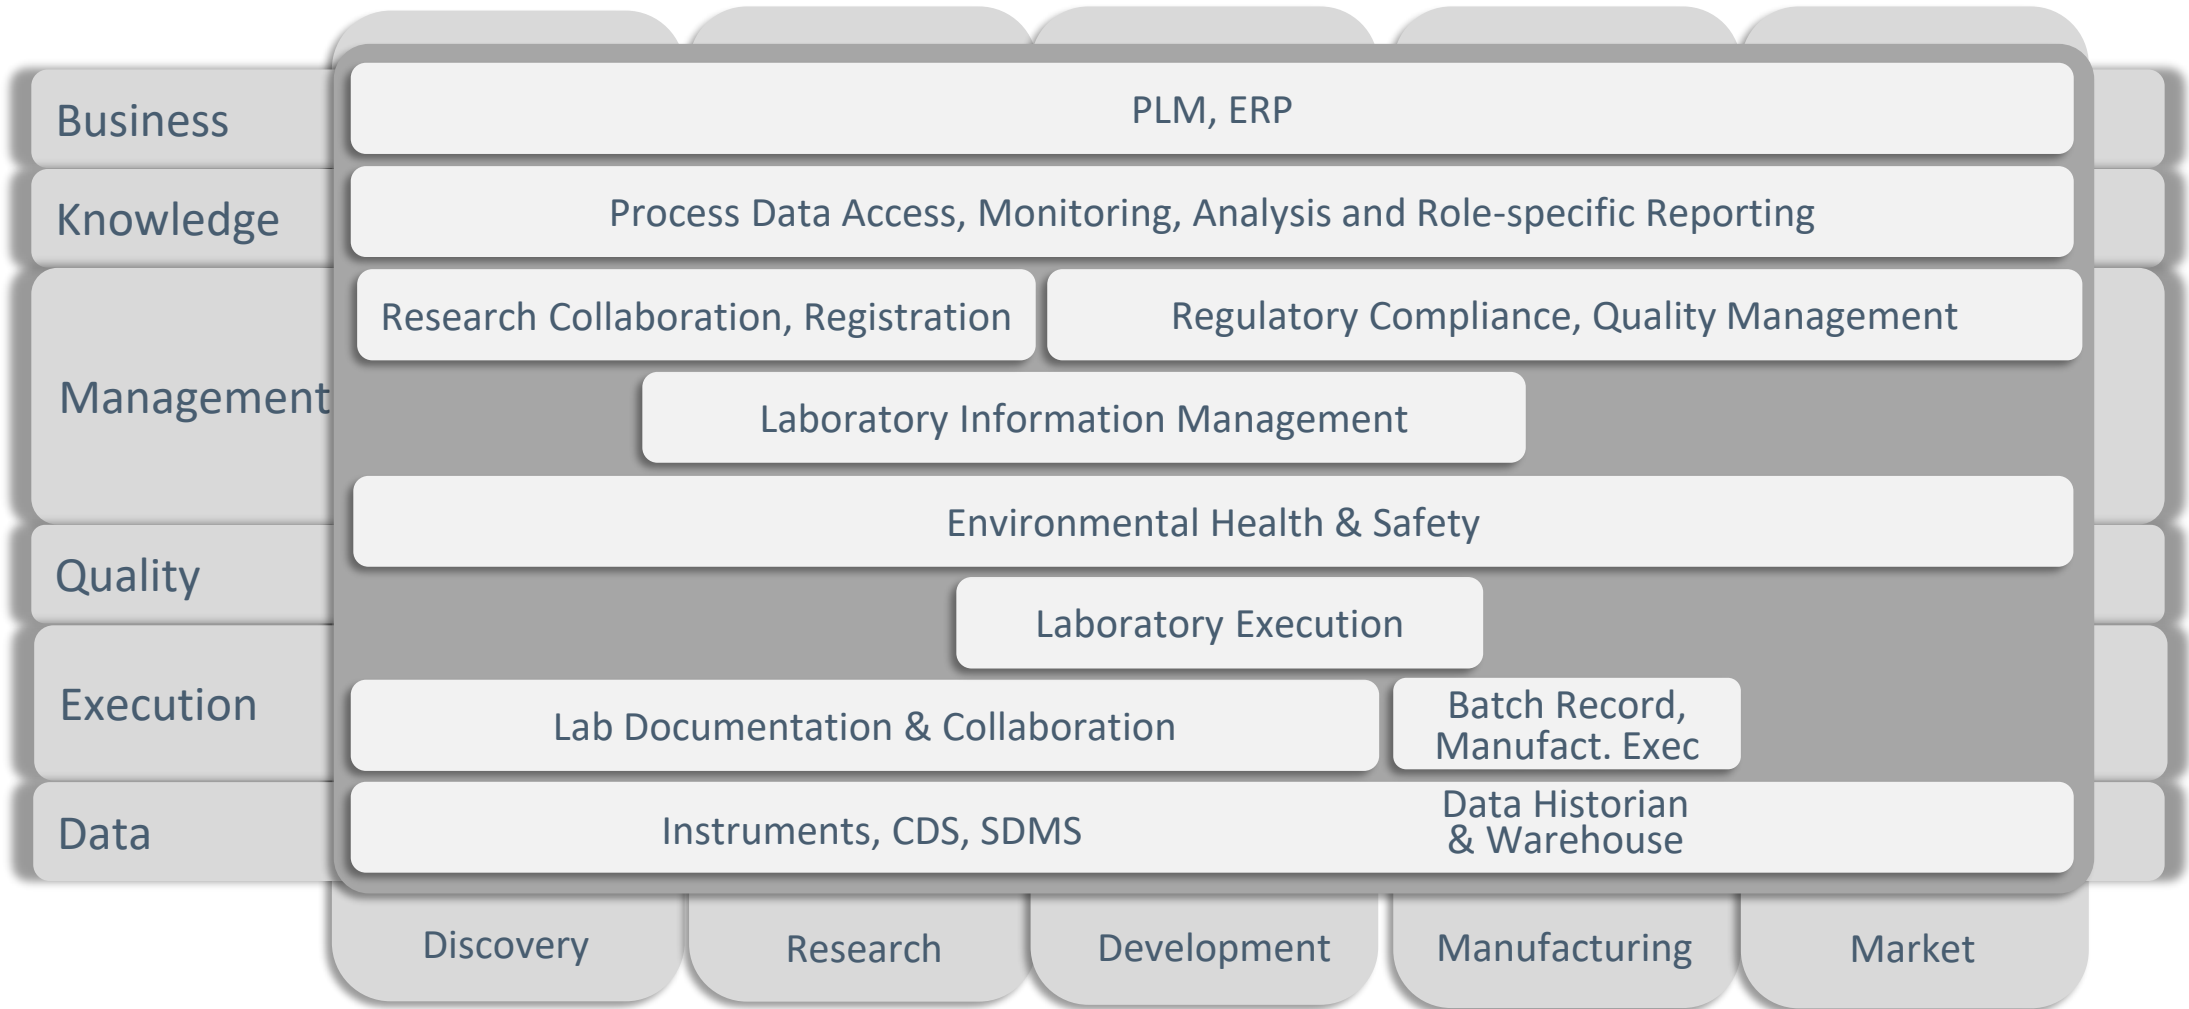 Business
PLM, ERP
Knowledge
Process Data Access, Monitoring, Analysis and Role-specific Reporting
Research Collaboration, Registration
Regulatory Compliance, Quality Management
Management
Laboratory Information Management
Environmental Health & Safety
Quality
Laboratory Execution
Execution
Lab Documentation & Collaboration
Batch Record,
Manufact. Exec
Data
Instruments, CDS, SDMS
Data Historian
& Warehouse
Discovery
Research
Development
Manufacturing
Market